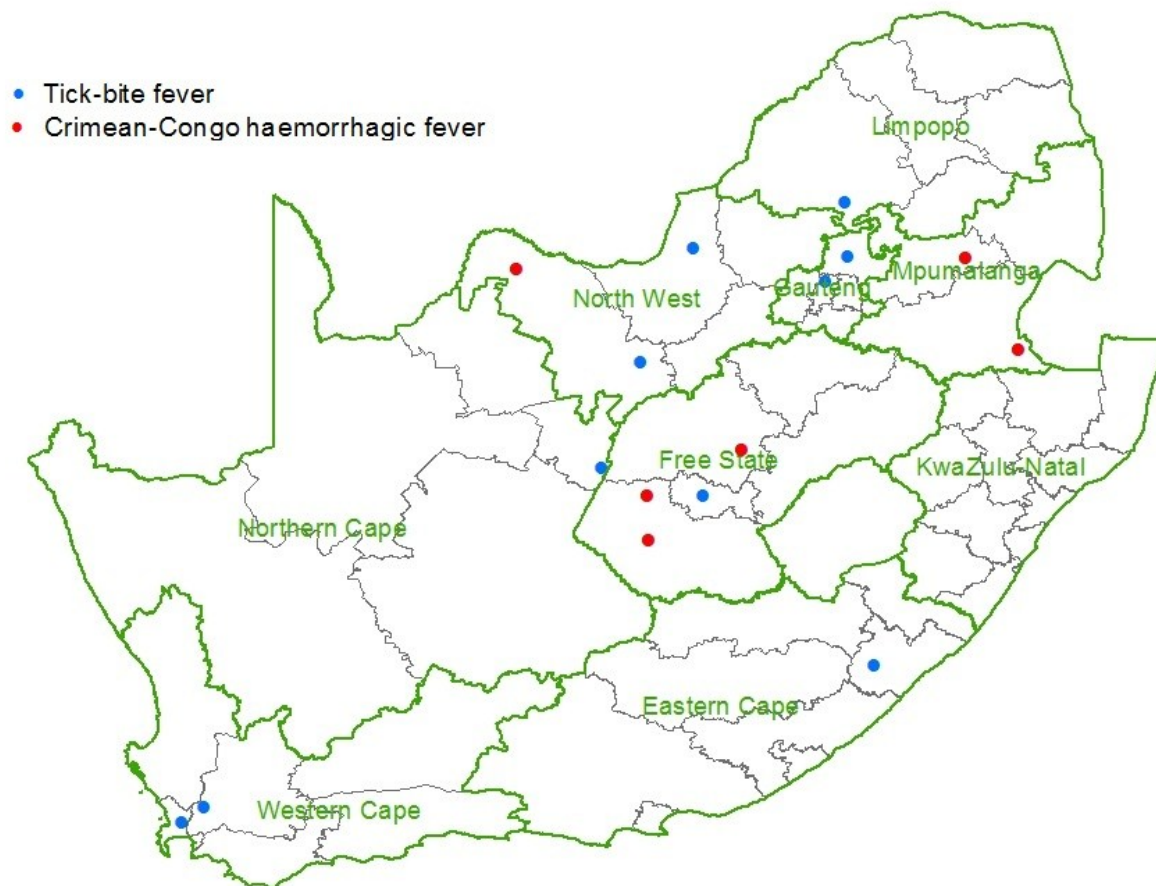 Tick-bite fever
Crimean-Congo haemorrhagic fever
Limpopo
Mpumalanga
Gauteng
North West
Free State
KwaZulu-Natal
Northern Cape
Eastern Cape
Western Cape